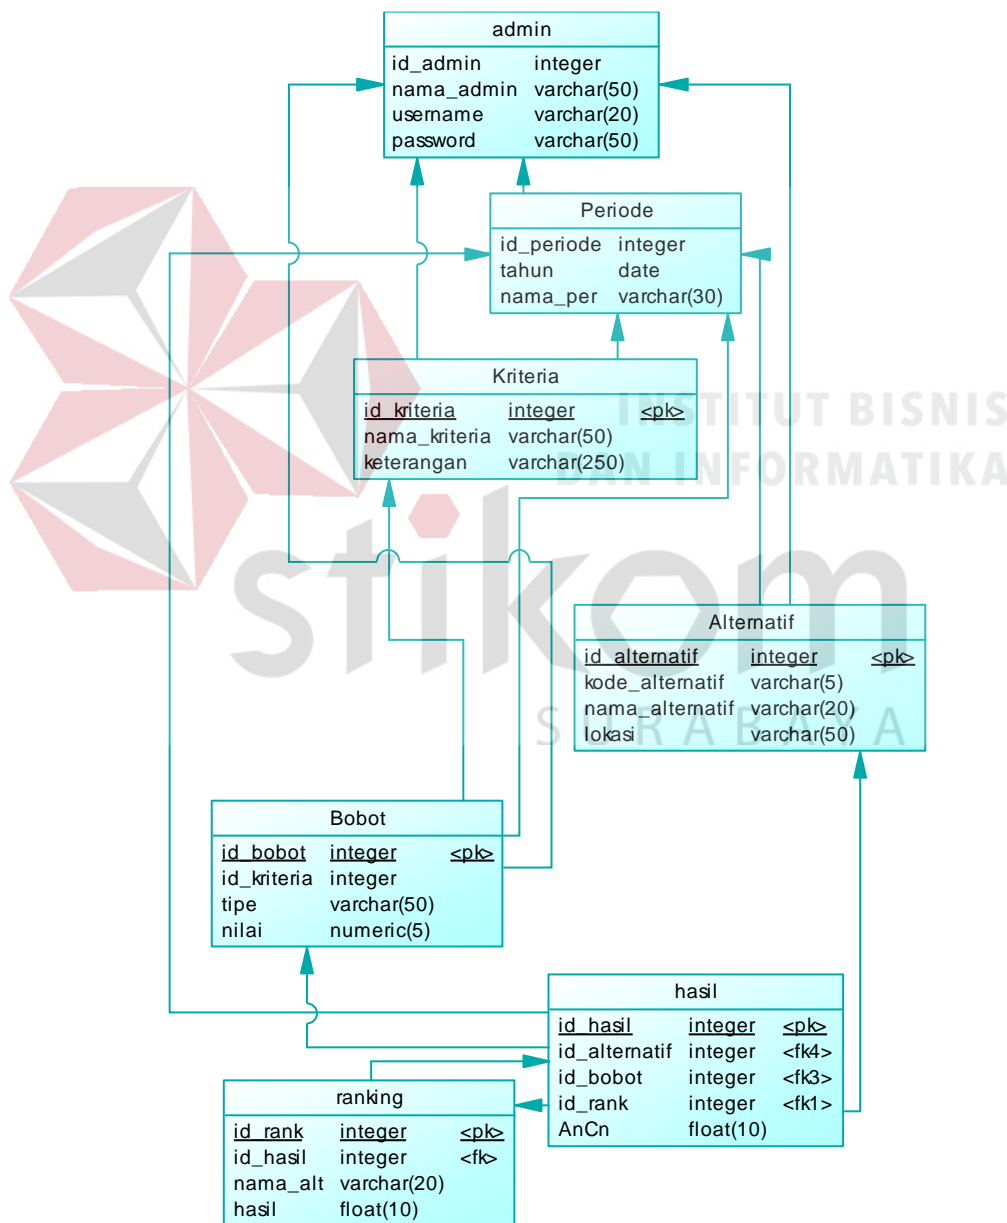 admin
id_admin integer
nama_admin varchar(50)
username varchar(20)
password varchar(50)
Periode
id_periode integer
tahun date
nama_per varchar(30)
Kriteria
id_kriteria integer <pk>
nama_kriteria varchar(50)
keterangan varchar(250)
INSTITUT BISNIS
DAN INFORMATIKA
stikom
SURABAYA
Alternatif
id_alternatif integer <pk>
kode_alternatif varchar(5)
nama_alternatif varchar(20)
lokasi varchar(50)
Bobot
id_bobot integer <pk>
id_kriteria integer
tipe varchar(50)
nilai numeric(5)
hasil
id_hasil integer <pk>
id_alternatif integer <fk4>
id_bobot integer <fk3>
id_rank integer <fk1>
AnCn float(10)
ranking
id_rank integer <pk>
id_hasil integer <fk>
nama_alt varchar(20)
hasil float(10)